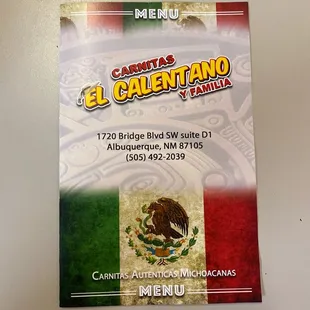 MENU
CARNITAS
EL CALENTANO
Y FAMILIA
1720 Bridge Blvd SW suite D1
Albuquerque, NM 87105
(505) 492-2039
CARNITAS AUTENTICAS MICHOACANAS
MENU